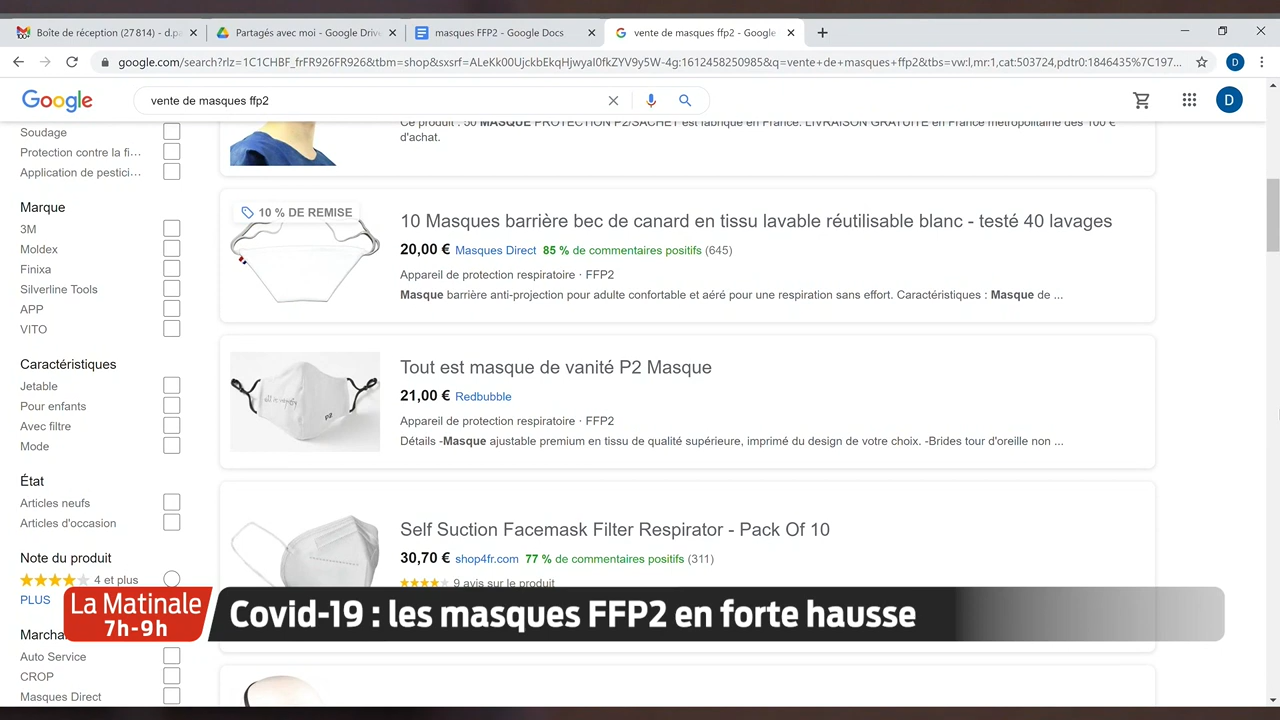 Boîte de réception (27 814) - d.p
Partagés avec moi - Google Drive
masques FFP2 - Google Docs
vente de masques ffp2 - Google
google.com/search?rlz=1C1CHBF_frFR926FR926&tbm=shop&sxsrf=ALeKk00Ujcl0EkqHjwyaI0fkZYV9y5W-4g:1612458250985&q=vente+de+masques+ffp2&tbs=vw:l,mr:1,cat:503724,pdtr0:1846435%7C197...
D
Google
vente de masques ffp2
D
Soudage
Protection contre la fi…
Application de pestici…
Marque
3M
Moldex
Finixa
Silverline Tools
APP
VITO
Caractéristiques
Jetable
Pour enfants
Avec filtre
Mode
État
Articles neufs
Articles d'occasion
Note du produit
4 et plus
PLUS
Marcha
Auto Service
CROP
Masques Direct
Ce produit : 50 MASQUE PROTECTION P2/SACHET est fabriqué en France. LIVRAISON GRATUITE en France métropolitaine dès 100 €
d'achat.
10 % DE REMISE
10 Masques barrière bec de canard en tissu lavable réutilisable blanc - testé 40 lavages
20,00 € Masques Direct 85 % de commentaires positifs (645)
Appareil de protection respiratoire · FFP2
Masque barrière anti-projection pour adulte confortable et aéré pour une respiration sans effort. Caractéristiques : Masque de ...
all is vanity
P2
Tout est masque de vanité P2 Masque
21,00 € Redbubble
Appareil de protection respiratoire · FFP2
Détails -Masque ajustable premium en tissu de qualité supérieure, imprimé du design de votre choix. -Brides tour d'oreille non ...
Self Suction Facemask Filter Respirator - Pack Of 10
30,70 € shop4fr.com 77 % de commentaires positifs (311)
9 avis sur le produit
La Matinale
7h-9h
Covid-19 : les masques FFP2 en forte hausse